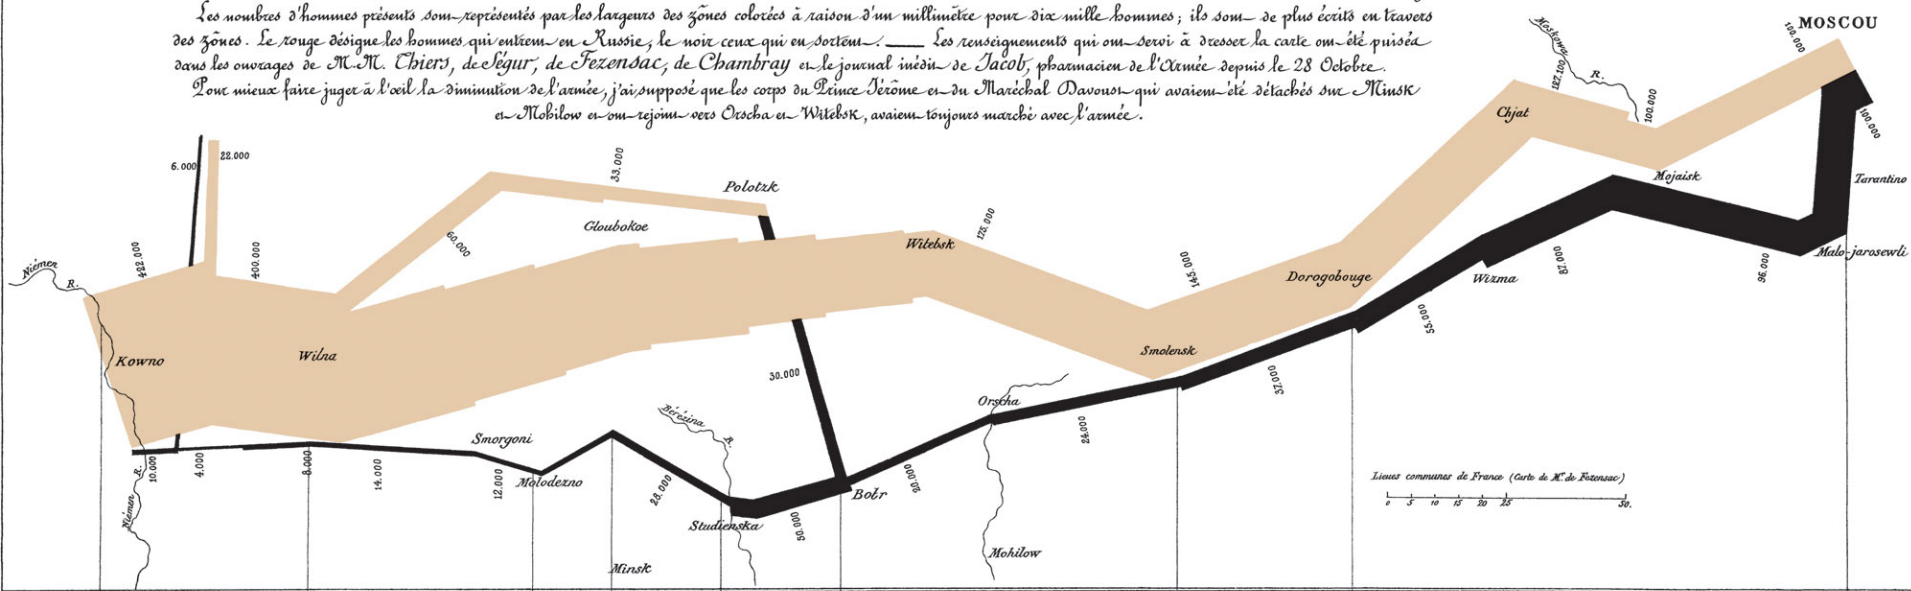 Les nombres d'hommes présents sont représentés par les largeurs des zônes colorées à raison d'un millimètre pour dix mille hommes; ils sont de plus écrits en travers
des zônes. Le rouge désigne les hommes qui entrent en Russie, le noir ceux qui en sortent. — Les renseignements qui ont servi à dresser la carte ont été puisés
dans les ouvrages de M.M. Thiers, de Ségur, de Fezensac, de Chambray et le journal inédit de Jacob, pharmacien de l'Armée depuis le 28 Octobre.
Pour mieux faire juger à l'œil la diminution de l'armée, j'ai supposé que les corps du Prince Jérôme et du Maréchal Davoust qui avaient été détachés sur Minsk
et Mohilow et ont rejoint vers Orscha et Witebsk, avaient toujours marché avec l'armée.
MOSCOU
100.000
Moskowa
R.
127.100
100.000
100.000
Chjat
Mojaisk
Tarantino
Malo-jarosewli
6.000
22.000
33.000
Polotzk
Gloubokoe
60.000
422.000
400.000
Niémen
R.
Witebsk
175.000
145.000
Dorogobouge
Wizma
87.000
96.000
55.000
Kowno
Wilna
Smolensk
37.000
30.000
Orscha
24.000
Bérézina
R.
Smorgoni
10.000
4.000
8.000
14.000
12.000
Molodezno
28.000
20.000
Bobr
Studienska
50.000
R.
Niémen
Minsk
Mohilow
Lieues communes de France (Carte de M. de Fezensac)
0 5 10 15 20 25 50.